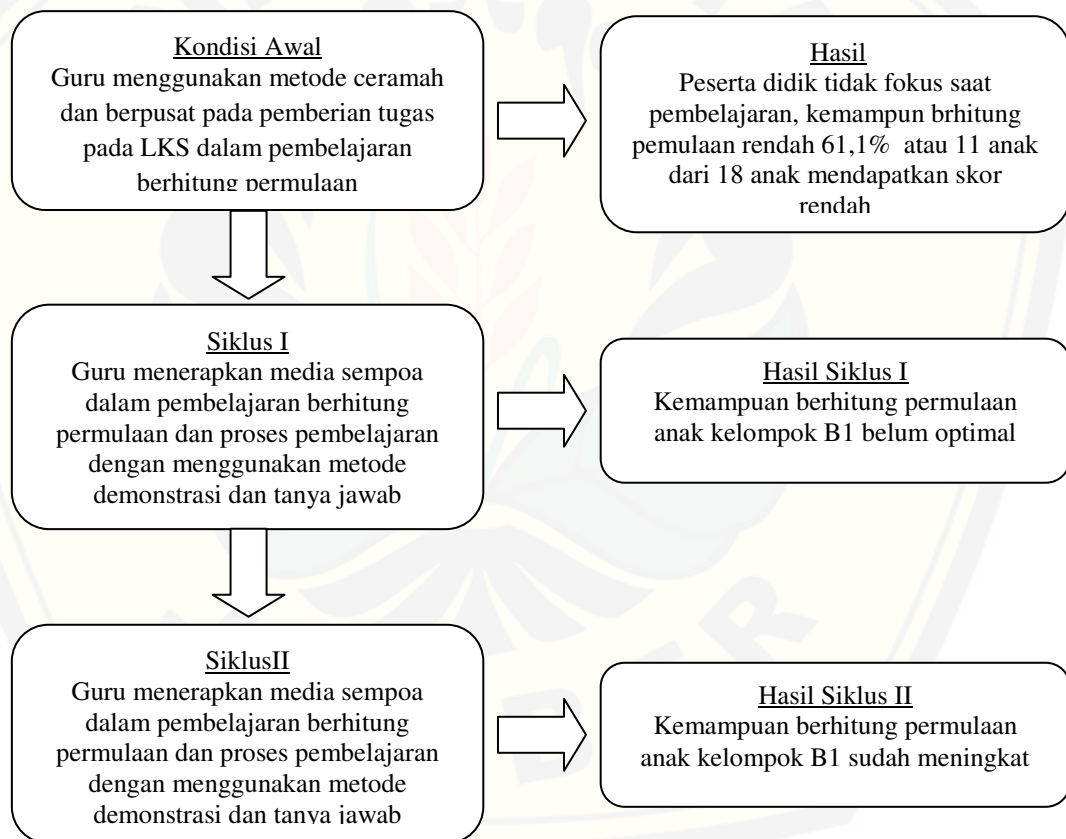 Kondisi Awal
Guru menggunakan metode ceramah
dan berpusat pada pemberian tugas
pada LKS dalam pembelajaran
berhitung permulaan
Hasil
Peserta didik tidak fokus saat
pembelajaran, kemampun brhitung
pemulaan rendah 61,1% atau 11 anak
dari 18 anak mendapatkan skor
rendah
Siklus I
Guru menerapkan media sempoa
dalam pembelajaran berhitung
permulaan dan proses pembelajaran
dengan menggunakan metode
demonstrasi dan tanya jawab
Hasil Siklus I
Kemampuan berhitung permulaan
anak kelompok B1 belum optimal
SiklusII
Guru menerapkan media sempoa
dalam pembelajaran berhitung
permulaan dan proses pembelajaran
dengan menggunakan metode
demonstrasi dan tanya jawab
Hasil Siklus II
Kemampuan berhitung permulaan
anak kelompok B1 sudah meningkat